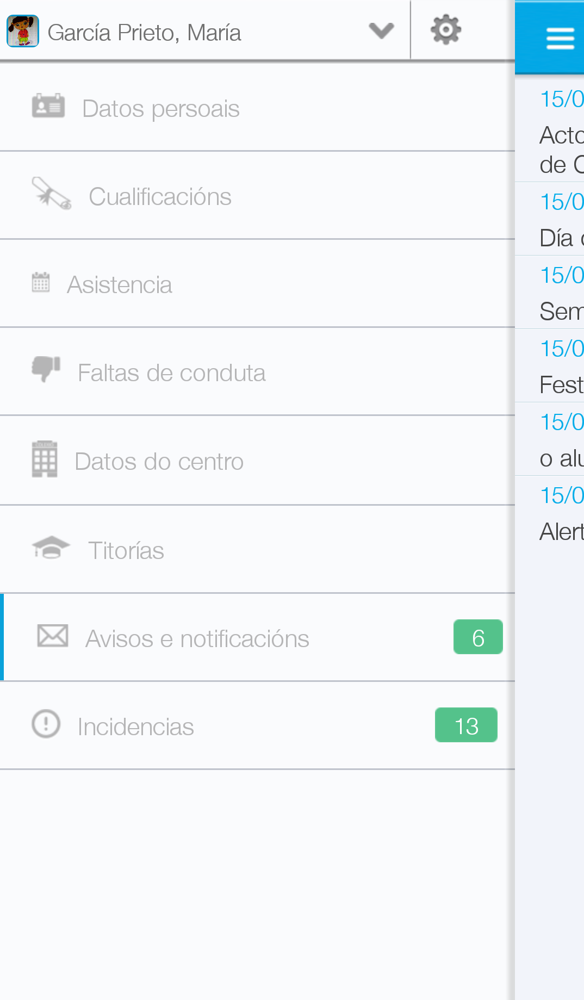 García Prieto, María
Datos persoais
Cualificacións
Asistencia
Faltas de conduta
Datos do centro
Titorías
Avisos e notificacións 6
Incidencias 13
15/0
Acto
de
15/0
Día
15/0
Sem
15/0
Fest
15/0
o alu
15/0
Alert